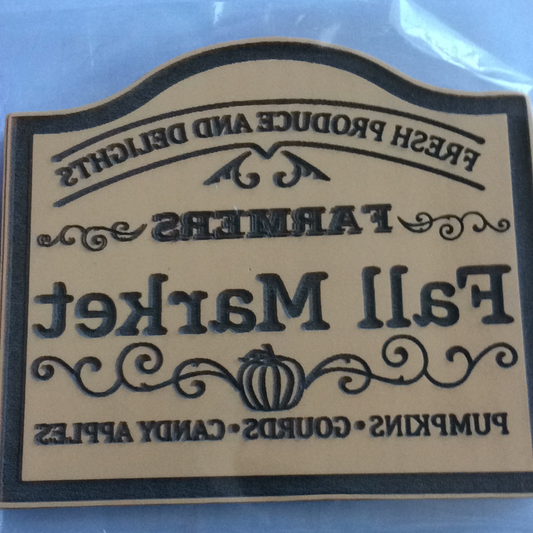 FRESH PRODUCE AND DELIGHTS
FARMERS
Fall Market
PUMPKINS•GOURDS•CANDY APPLES